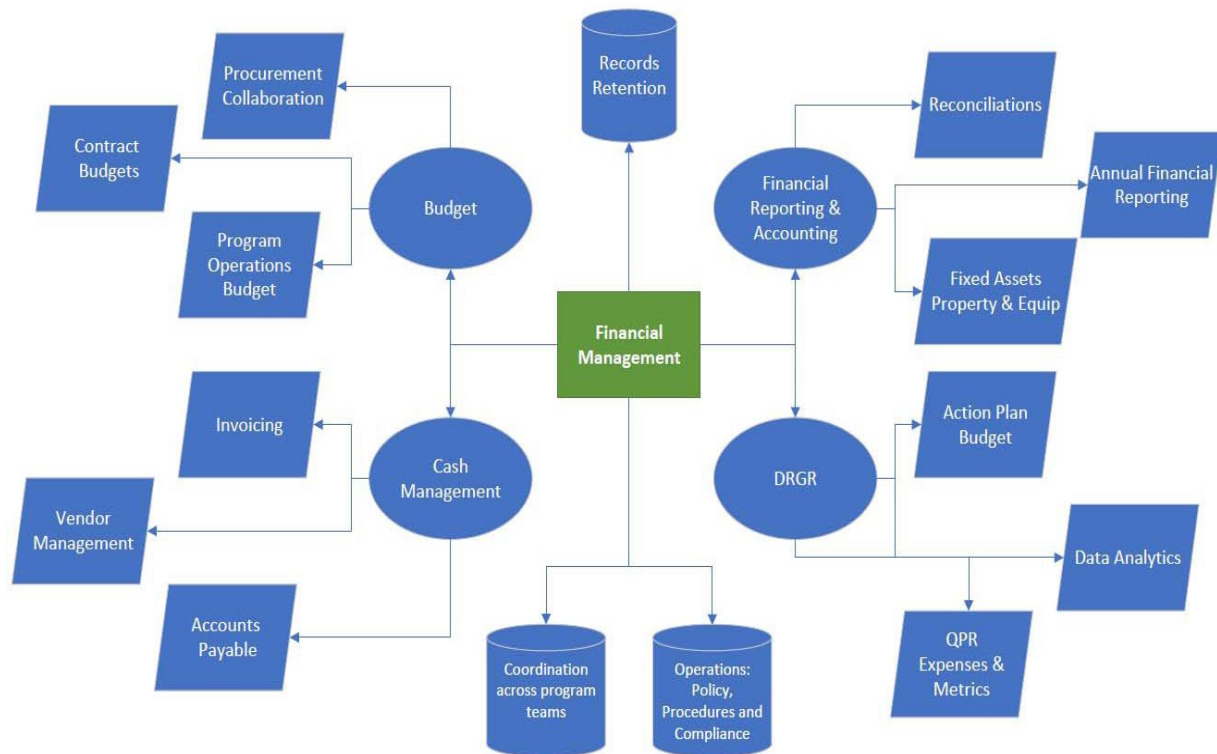 Records
Retention
Procurement
Collaboration
Contract
Budgets
Program
Operations
Budget
Budget
Financial
Reporting &
Accounting
Reconciliations
Annual Financial
Reporting
Fixed Assets
Property & Equip
Financial
Management
Invoicing
Vendor
Management
Accounts
Payable
Cash
Management
DRGR
Action Plan
Budget
Data Analytics
QPR
Expenses &
Metrics
Coordination
across program
teams
Operations:
Policy,
Procedures and
Compliance